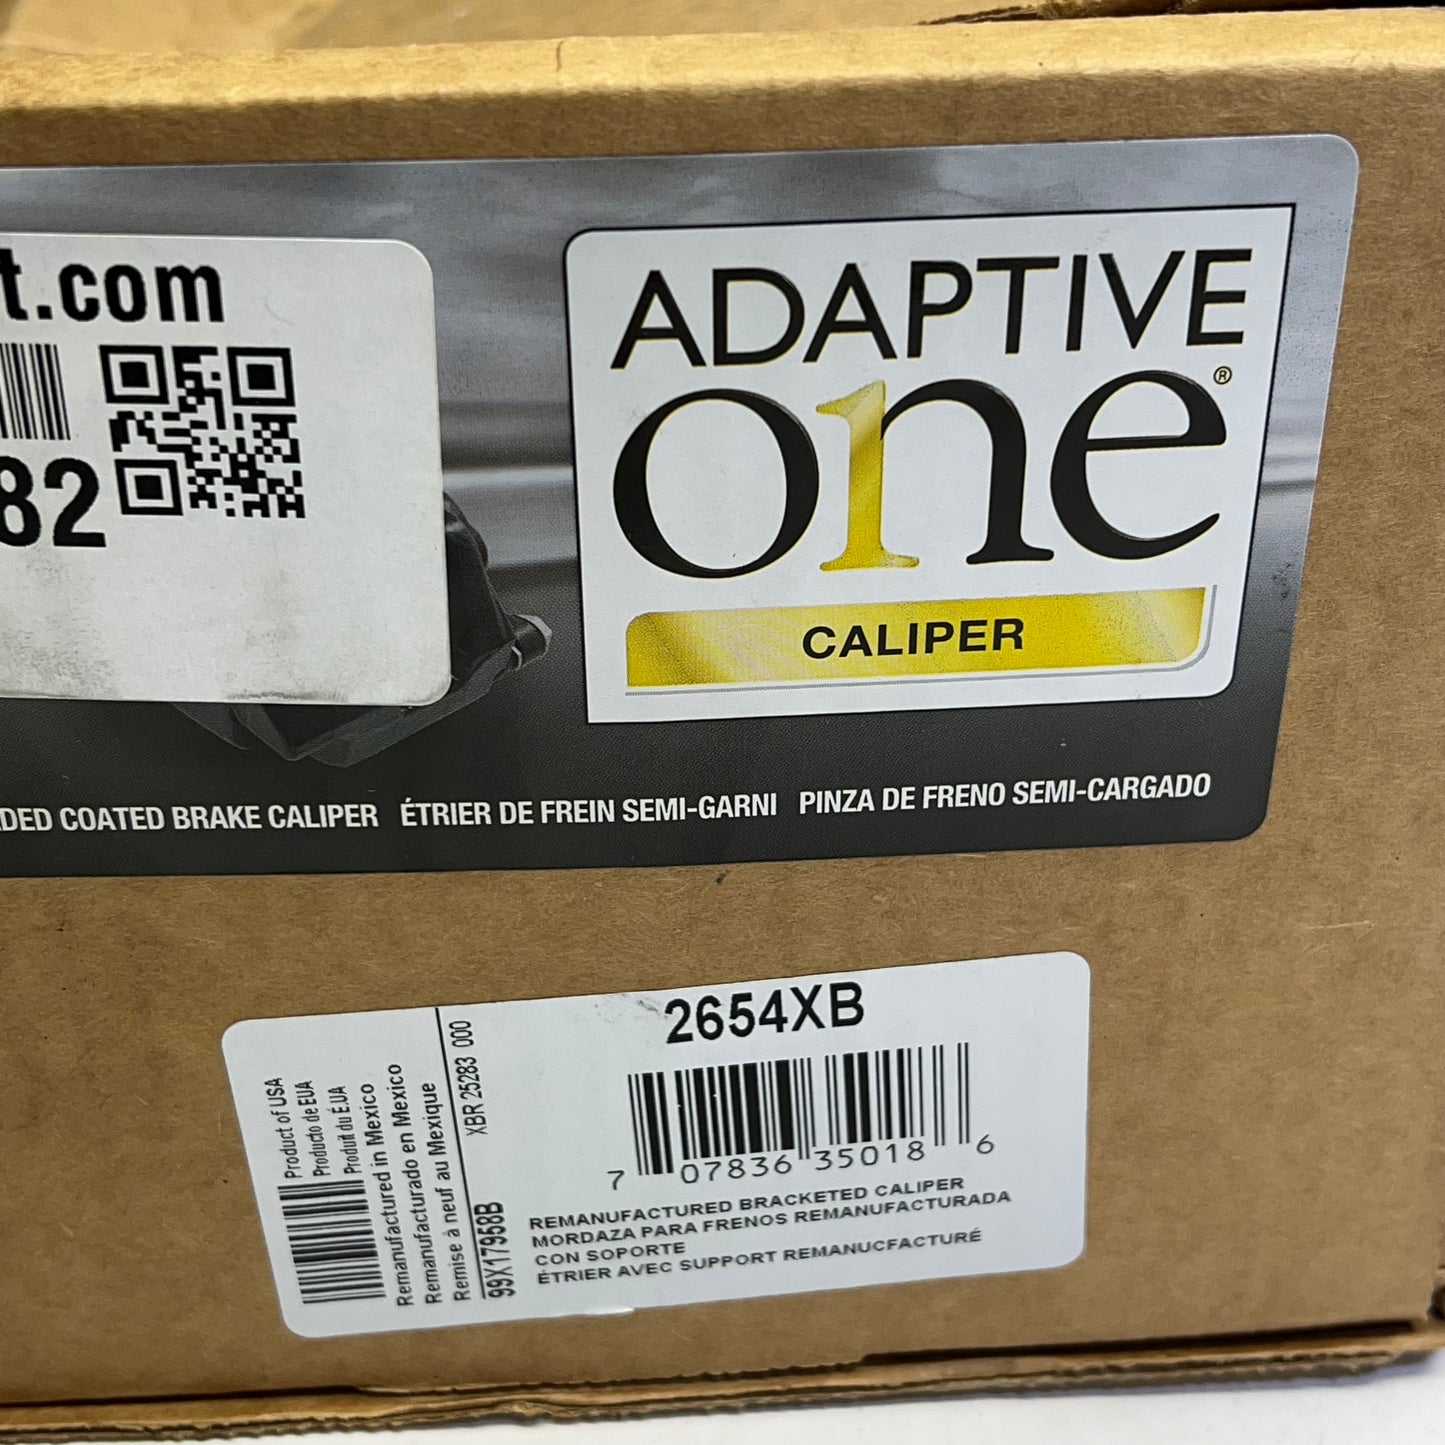 t.com
82
ADAPTIVE
one®
CALIPER
DED COATED BRAKE CALIPER ÉTRIER DE FREIN SEMI-GARNI PINZA DE FRENO SEMI-CARGADO
2654XB
7 07836 35018 6
REMANUFACTURED BRACKETED CALIPER
MORDAZA PARA FRENOS REMANUFACTURADA
CON SOPORTE
ÉTRIER AVEC SUPPORT REMANUCFACTURÉ
Product of USA
Producto de EUA
Produit du É.UA
Remanufactured in Mexico
Remanufacturado en Mexico
Remise à neuf au Mexique
XBR 25283 000
99X17958B